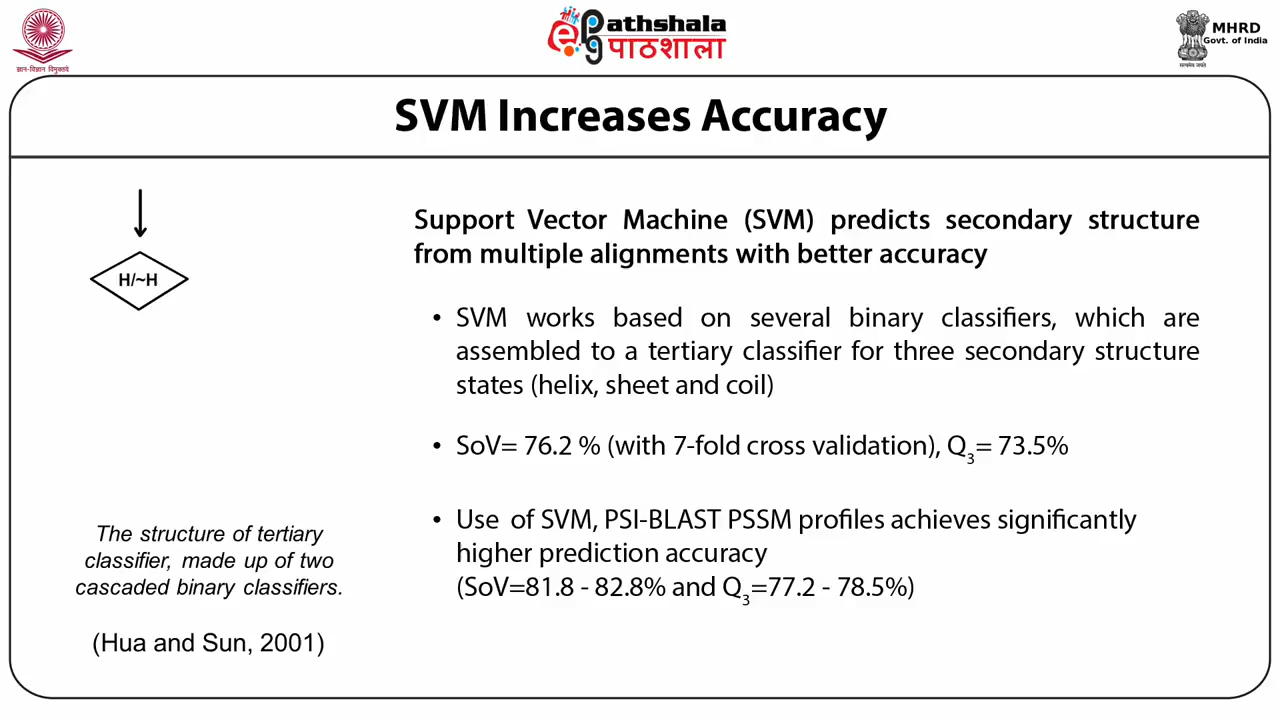 ज्ञान-विज्ञान विमुक्तये
ePathshala
पाठशाला
सत्यमेव जयते
MHRD
Govt. of India
SVM Increases Accuracy
H/~H
The structure of tertiary
classifier, made up of two
cascaded binary classifiers.
(Hua and Sun, 2001)
Support Vector Machine (SVM) predicts secondary structure
from multiple alignments with better accuracy
• SVM works based on several binary classifiers, which are
assembled to a tertiary classifier for three secondary structure
states (helix, sheet and coil)
• SoV= 76.2 % (with 7-fold cross validation), Q3= 73.5%
• Use of SVM, PSI-BLAST PSSM profiles achieves significantly
higher prediction accuracy
(SoV=81.8 - 82.8% and Q3=77.2 - 78.5%)